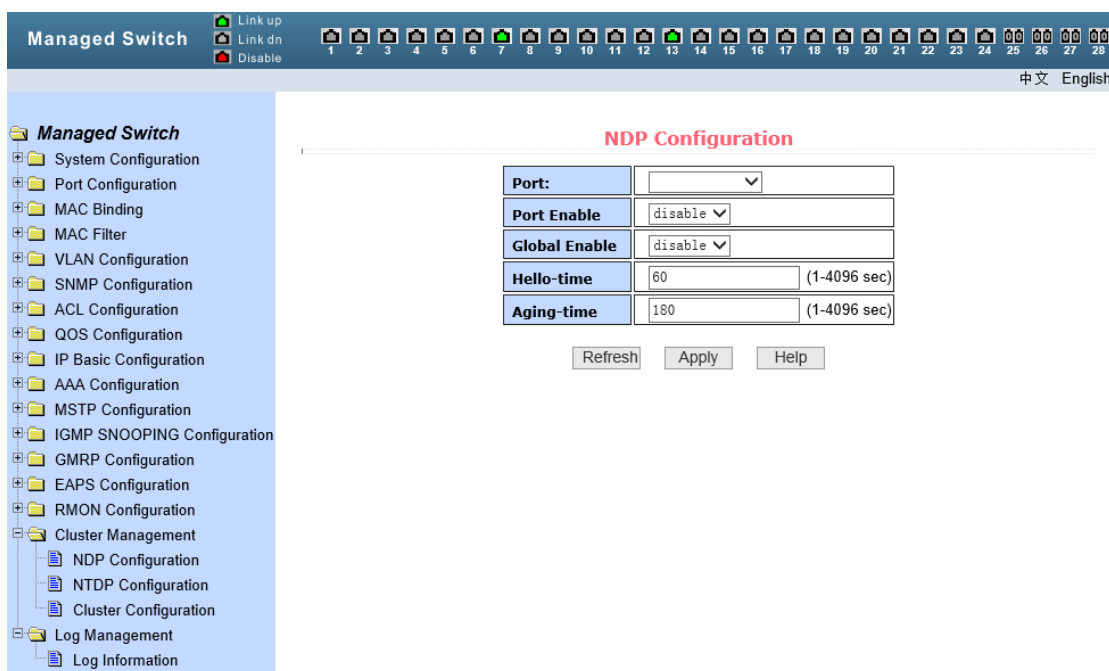 Managed Switch
Link up
Link dn
Disable
1 2 3 4 5 6 7 8 9 10 11 12 13 14 15 16 17 18 19 20 21 22 23 24 25 26 27 28
中文 English
Managed Switch
System Configuration
Port Configuration
MAC Binding
MAC Filter
VLAN Configuration
SNMP Configuration
ACL Configuration
QOS Configuration
IP Basic Configuration
AAA Configuration
MSTP Configuration
IGMP SNOOPING Configuration
GMRP Configuration
EAPS Configuration
RMON Configuration
Cluster Management
NDP Configuration
NTDP Configuration
Cluster Configuration
Log Management
Log Information
NDP Configuration
Port:
Port Enable disable
Global Enable disable
Hello-time 60 (1-4096 sec)
Aging-time 180 (1-4096 sec)
Refresh Apply Help